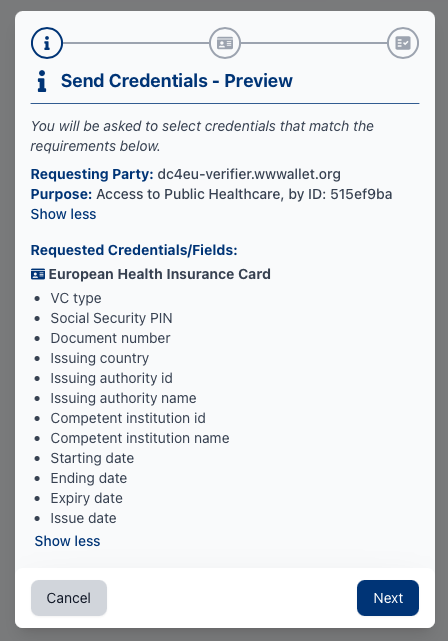 Send Credentials - Preview
You will be asked to select credentials that match the
requirements below.
Requesting Party: dc4eu-verifier.wwwallet.org
Purpose: Access to Public Healthcare, by ID: 515ef9ba
Show less
Requested Credentials/Fields:
European Health Insurance Card
• VC type
• Social Security PIN
• Document number
• Issuing country
• Issuing authority id
• Issuing authority name
• Competent institution id
• Competent institution name
• Starting date
• Ending date
• Expiry date
• Issue date
Show less
Cancel
Next